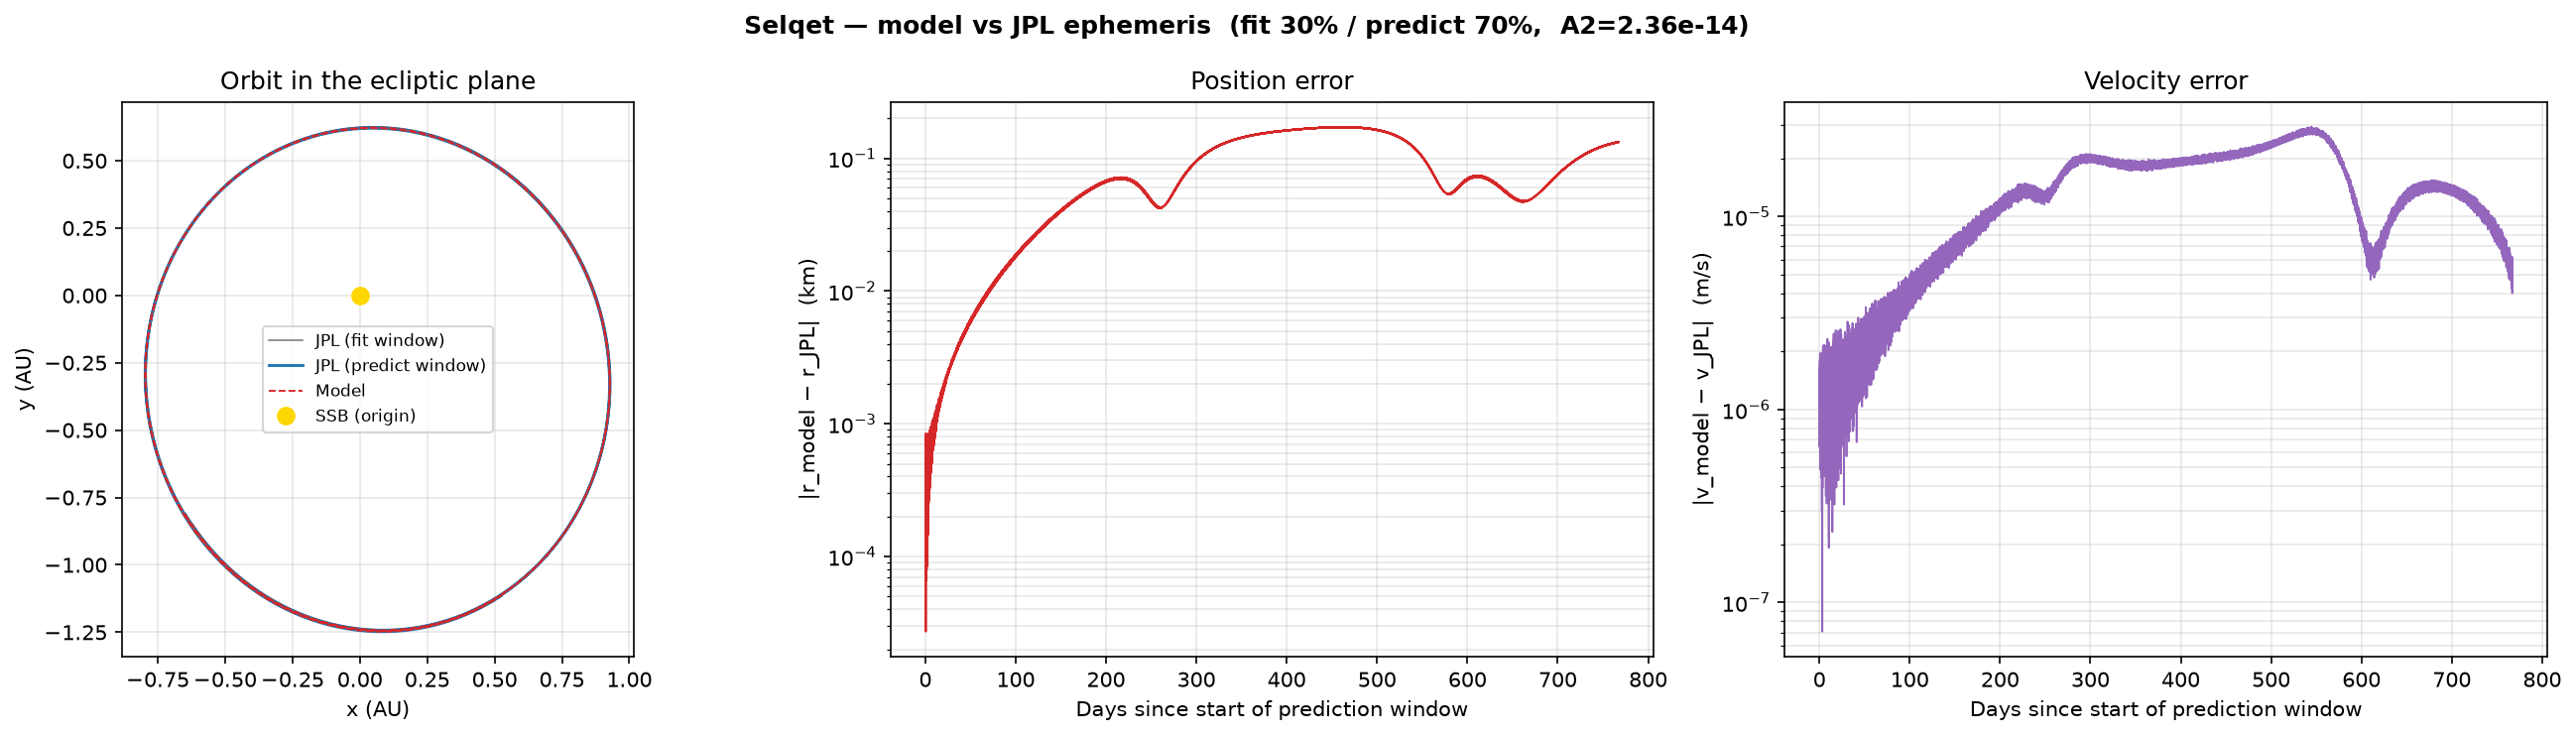 Selqet — model vs JPL ephemeris  (fit 30% / predict 70%,  A2=2.36e-14)
Orbit in the ecliptic plane
y (AU)
0.50
0.25
0.00
−0.25
−0.50
−0.75
−1.00
−1.25
JPL (fit window)
JPL (predict window)
Model
SSB (origin)
−0.75 −0.50 −0.25 0.00 0.25 0.50 0.75 1.00
x (AU)
Position error
|r_model − r_JPL|  (km)
10⁻¹
10⁻²
10⁻³
10⁻⁴
0 100 200 300 400 500 600 700 800
Days since start of prediction window
Velocity error
|v_model − v_JPL|  (m/s)
10⁻⁵
10⁻⁶
10⁻⁷
0 100 200 300 400 500 600 700 800
Days since start of prediction window